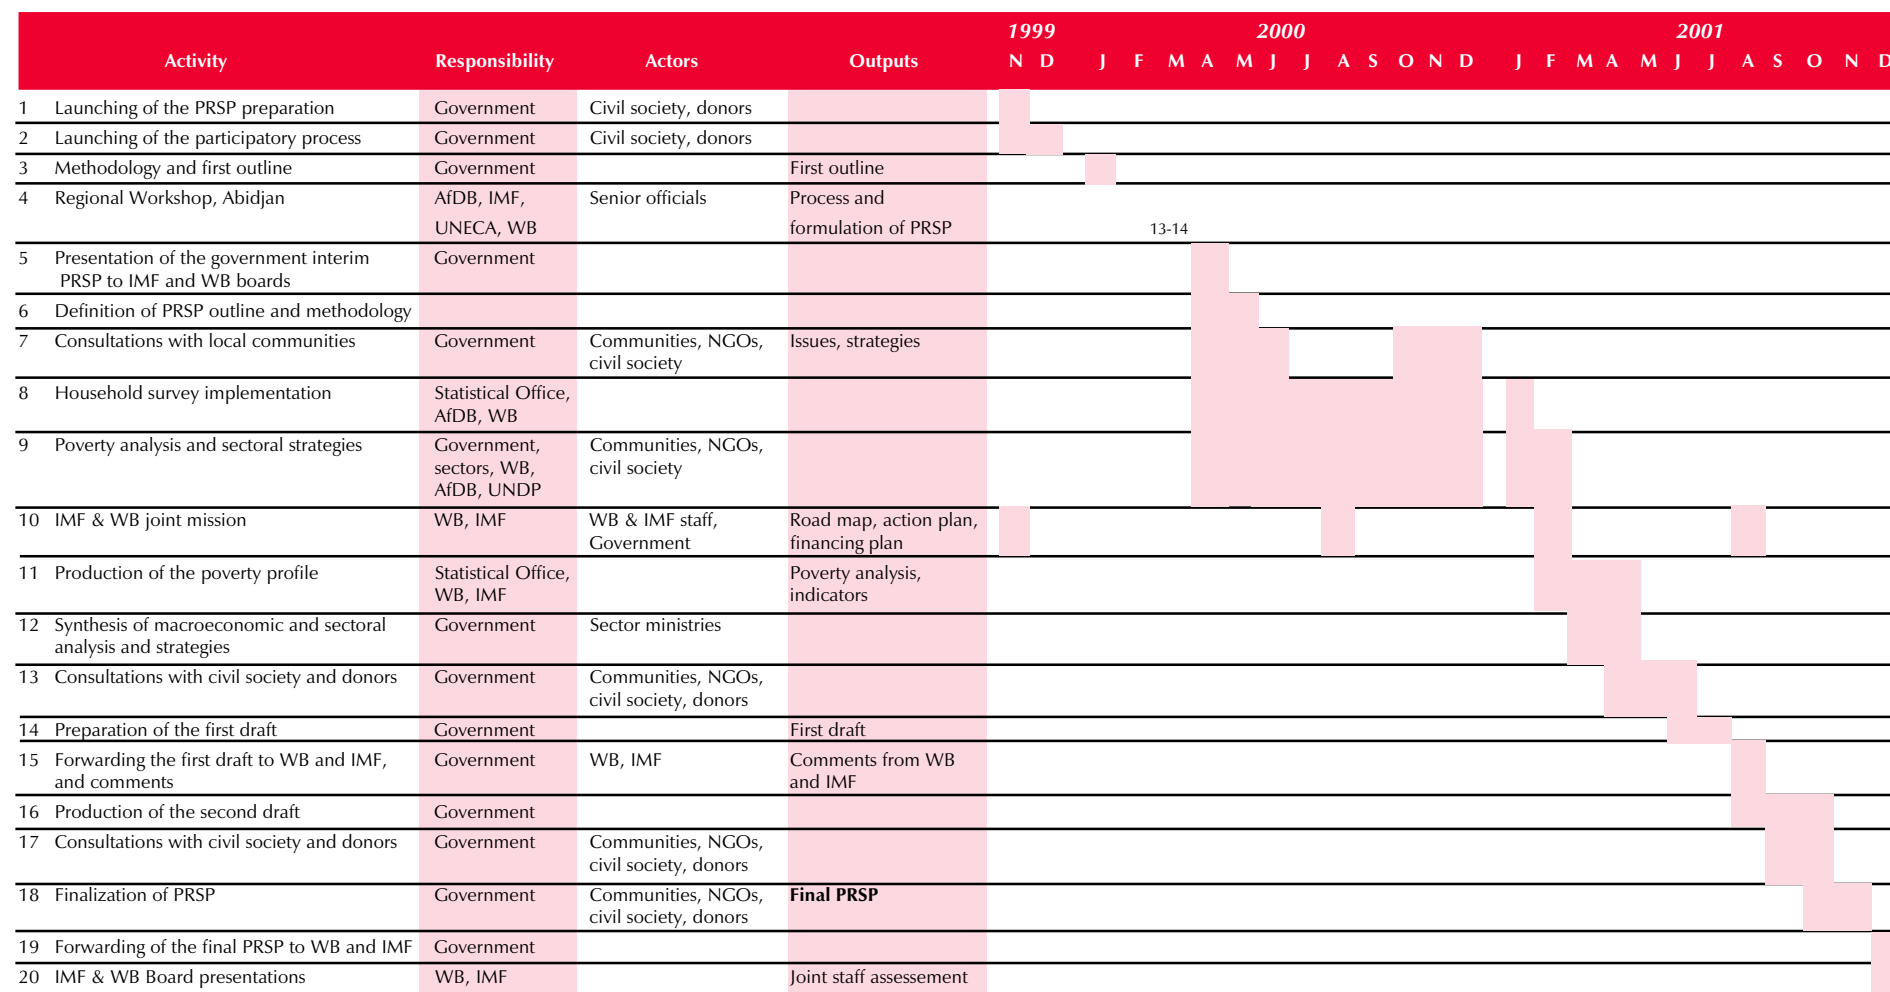 1999 2000 2001
Activity Responsibility Actors Outputs N D J F M A M J J A S O N D J F M A M J J A S O N D
1 Launching of the PRSP preparation Government Civil society, donors
2 Launching of the participatory process Government Civil society, donors
3 Methodology and first outline Government First outline
4 Regional Workshop, Abidjan AfDB, IMF, Senior officials Process and
UNECA, WB formulation of PRSP 13-14
5 Presentation of the government interim Government
PRSP to IMF and WB boards
6 Definition of PRSP outline and methodology
7 Consultations with local communities Government Communities, NGOs, Issues, strategies
civil society
8 Household survey implementation Statistical Office,
AfDB, WB
9 Poverty analysis and sectoral strategies Government, Communities, NGOs,
sectors, WB, civil society
AfDB, UNDP
10 IMF & WB joint mission WB, IMF WB & IMF staff, Road map, action plan,
Government financing plan
11 Production of the poverty profile Statistical Office, Poverty analysis,
WB, IMF indicators
12 Synthesis of macroeconomic and sectoral Government Sector ministries
analysis and strategies
13 Consultations with civil society and donors Government Communities, NGOs,
civil society, donors
14 Preparation of the first draft Government First draft
15 Forwarding the first draft to WB and IMF, Government WB, IMF Comments from WB
and comments and IMF
16 Production of the second draft Government
17 Consultations with civil society and donors Government Communities, NGOs,
civil society, donors
18 Finalization of PRSP Government Communities, NGOs, Final PRSP
civil society, donors
19 Forwarding of the final PRSP to WB and IMF Government
20 IMF & WB Board presentations WB, IMF Joint staff assessement